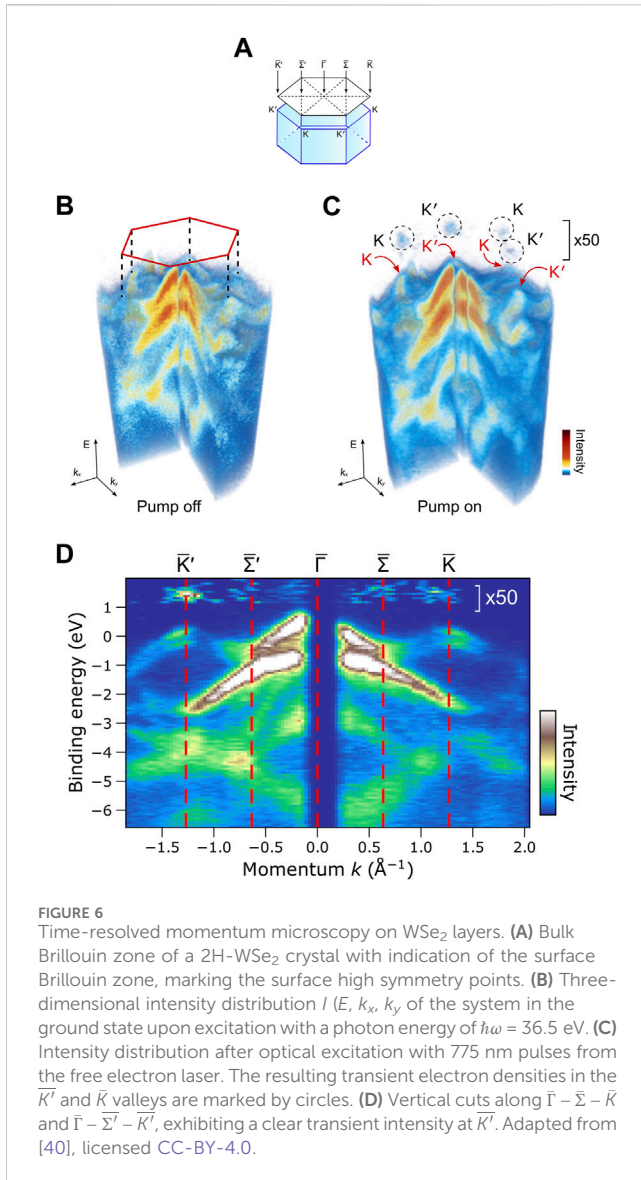 A
K̄′ Σ̄′ Γ̄ Σ̄ K̄
K′ K
K K′
B
C
K′ K
K K′ K′ x50
K K K′
E
kx
ky
Pump off
E
kx
ky
Pump on
Intensity
D
K̄′ Σ̄′ Γ̄ Σ̄ K̄
x50
Binding energy (eV)
1
0
−1
−2
−3
−4
−5
−6
−1.5 −1.0 −0.5 0.0 0.5 1.0 1.5 2.0
Momentum k (Å⁻¹)
Intensity
FIGURE 6
Time-resolved momentum microscopy on WSe₂ layers. (A) Bulk
Brillouin zone of a 2H-WSe₂ crystal with indication of the surface
Brillouin zone, marking the surface high symmetry points. (B) Three-
dimensional intensity distribution I (E, kₓ, kᵧ of the system in the
ground state upon excitation with a photon energy of ℏω = 36.5 eV. (C)
Intensity distribution after optical excitation with 775 nm pulses from
the free electron laser. The resulting transient electron densities in the
K̅′ and K̄ valleys are marked by circles. (D) Vertical cuts along Γ̄ − Σ̄ − K̄
and Γ̄ − Σ̅′ − K̅′, exhibiting a clear transient intensity at K̅′. Adapted from
[40], licensed CC-BY-4.0.